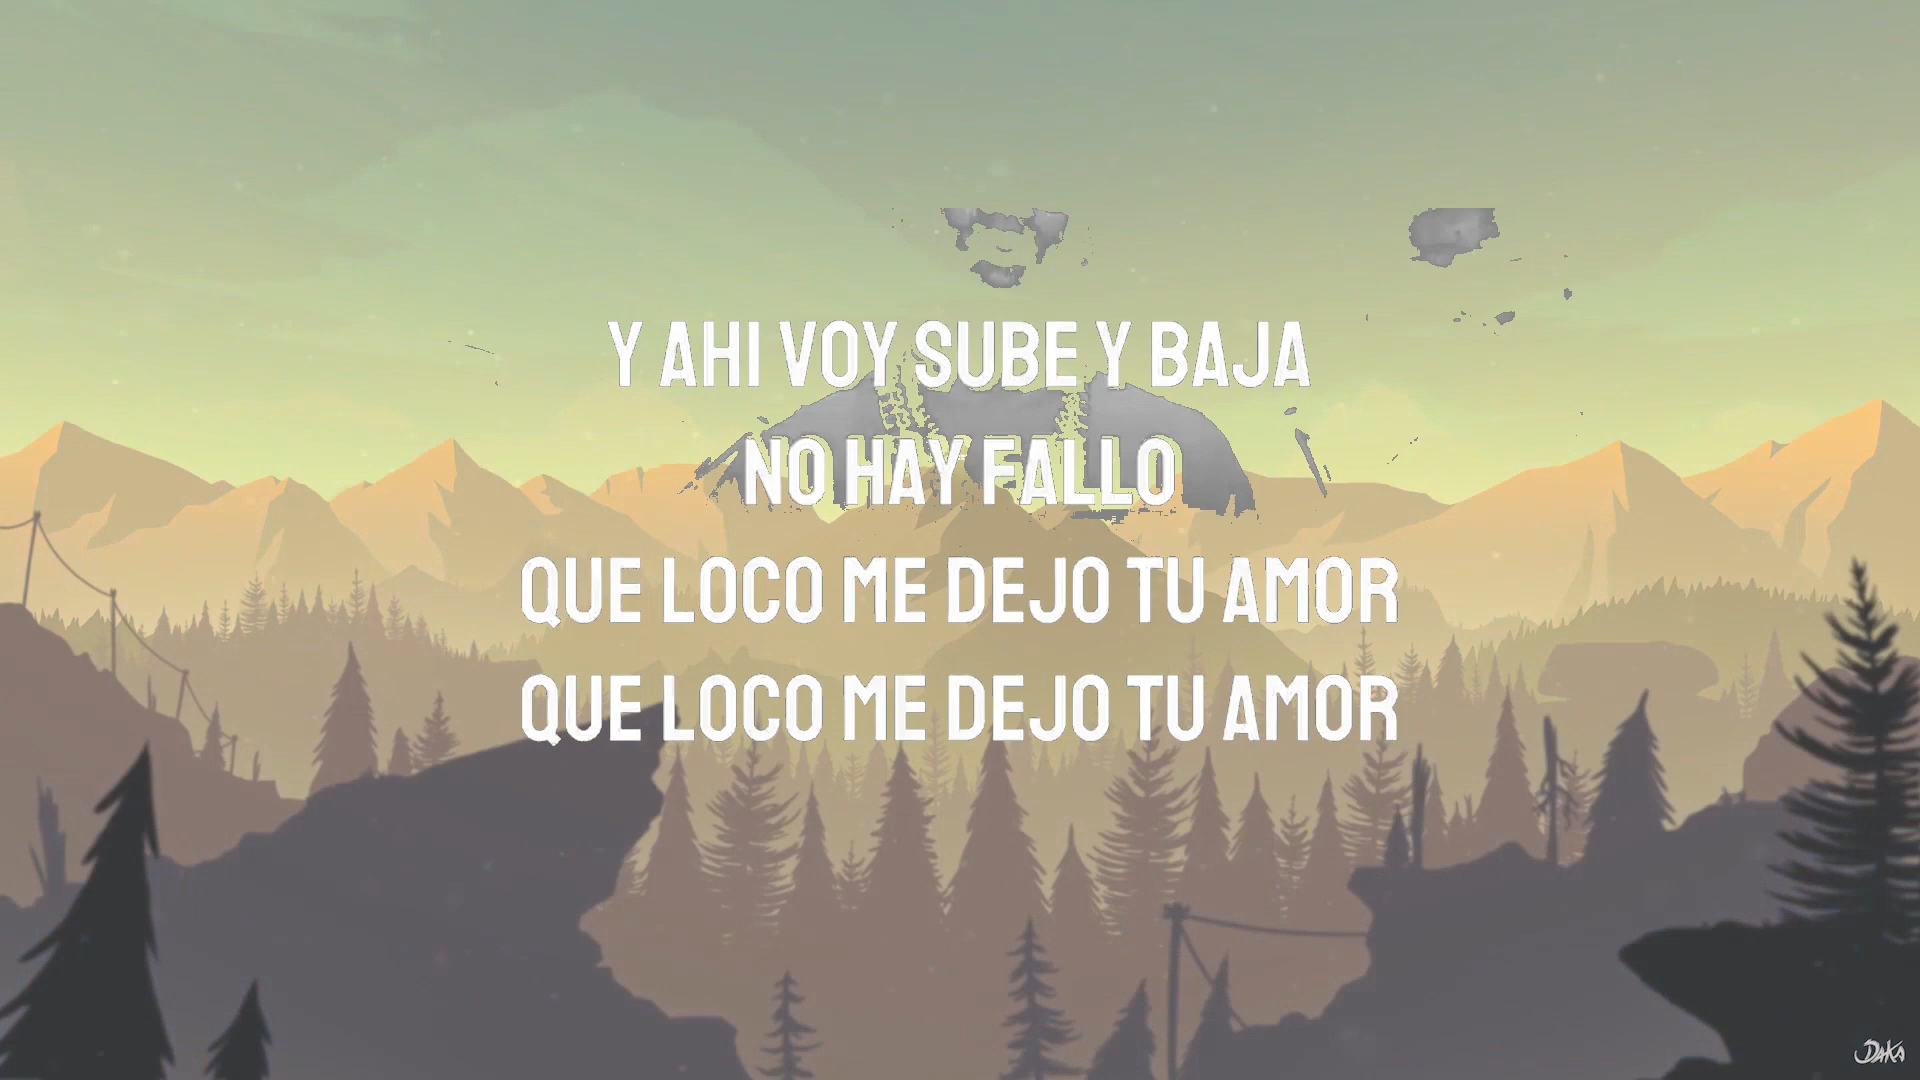 Y AHI VOY SUBE Y BAJA
NO HAY FALLO
QUE LOCO ME DEJO TU AMOR
QUE LOCO ME DEJO TU AMOR
DAKA